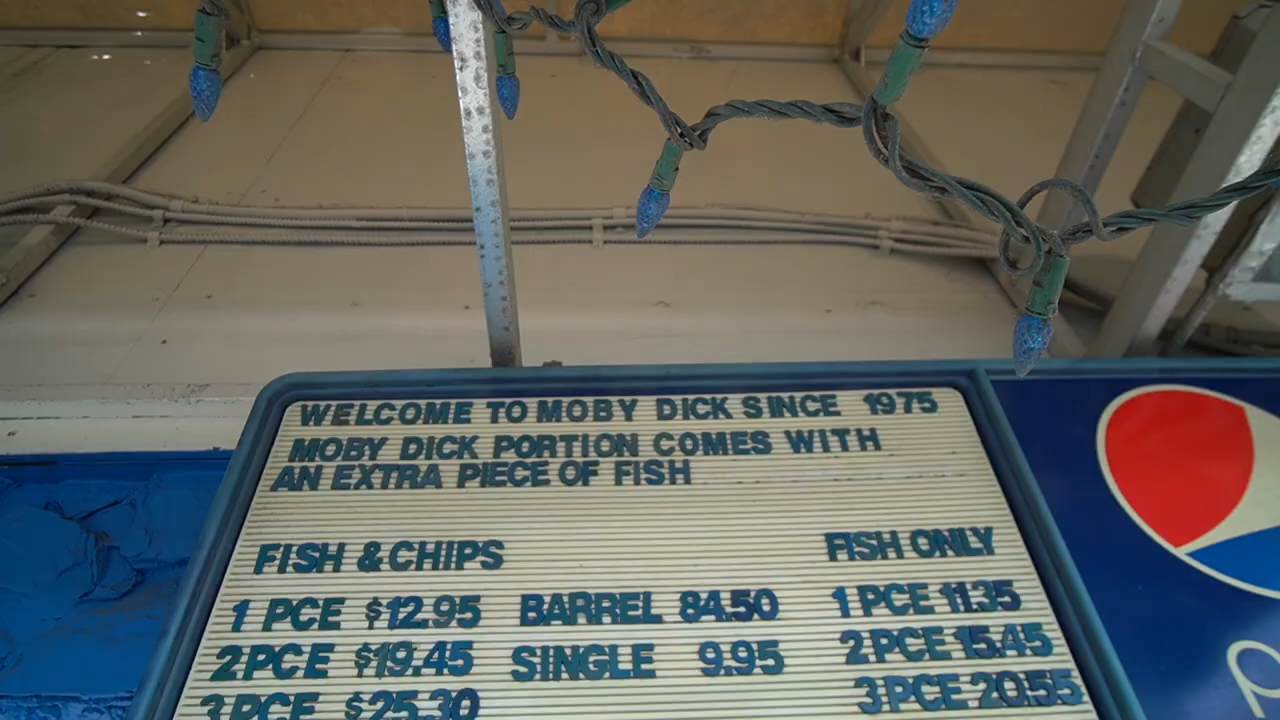 WELCOME TO MOBY DICK SINCE 1975
MOBY DICK PORTION COMES WITH
AN EXTRA PIECE OF FISH
FISH & CHIPS FISH ONLY
1 PCE $12.95 BARREL 84.50 1 PCE 11.35
2 PCE $19.45 SINGLE 9.95 2 PCE 15.45
3 PCE $25.30 3 PCE 20.55